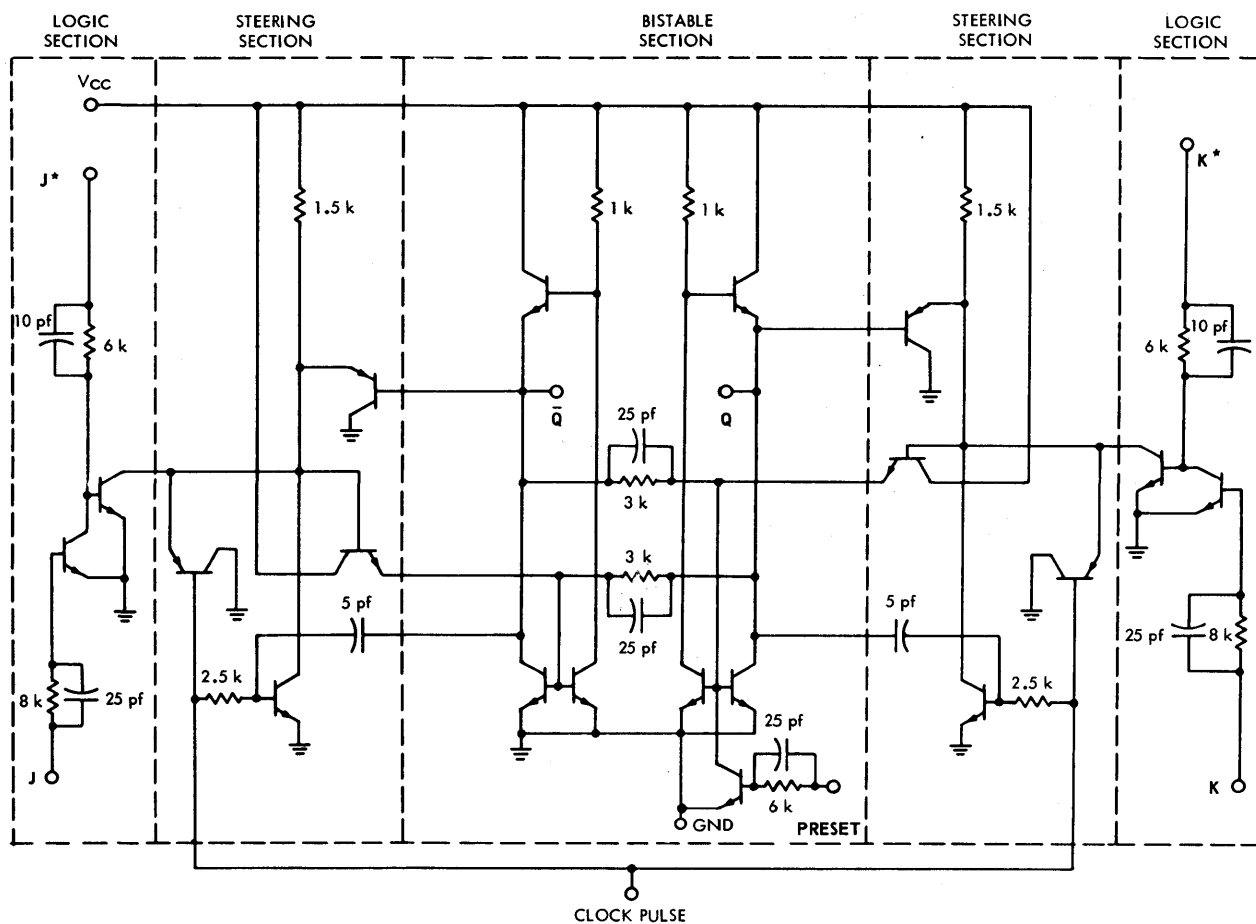 LOGIC
SECTION
STEERING
SECTION
BISTABLE
SECTION
STEERING
SECTION
LOGIC
SECTION
VCC
J*
K*
1.5 k
1 k
1 k
1.5 k
10 pf
6 k
6 k
10 pf
Q̄
Q
25 pf
3 k
3 k
25 pf
5 pf
5 pf
2.5 k
2.5 k
8 k
25 pf
25 pf
8 k
25 pf
6 k
J
K
GND
PRESET
CLOCK PULSE